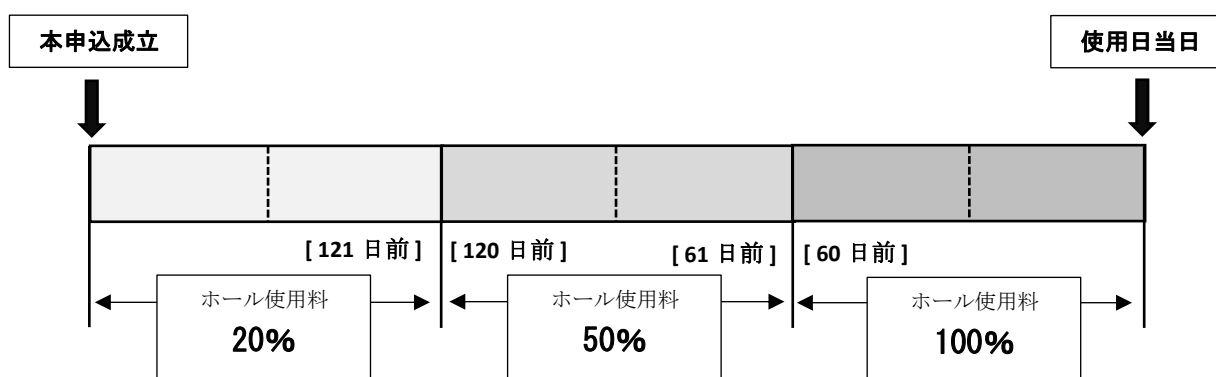 本申込成立
使用日当日
[ 121 日前 ] [ 120 日前 ] [ 61 日前 ] [ 60 日前 ]
ホール使用料 ホール使用料 ホール使用料
20% 50% 100%